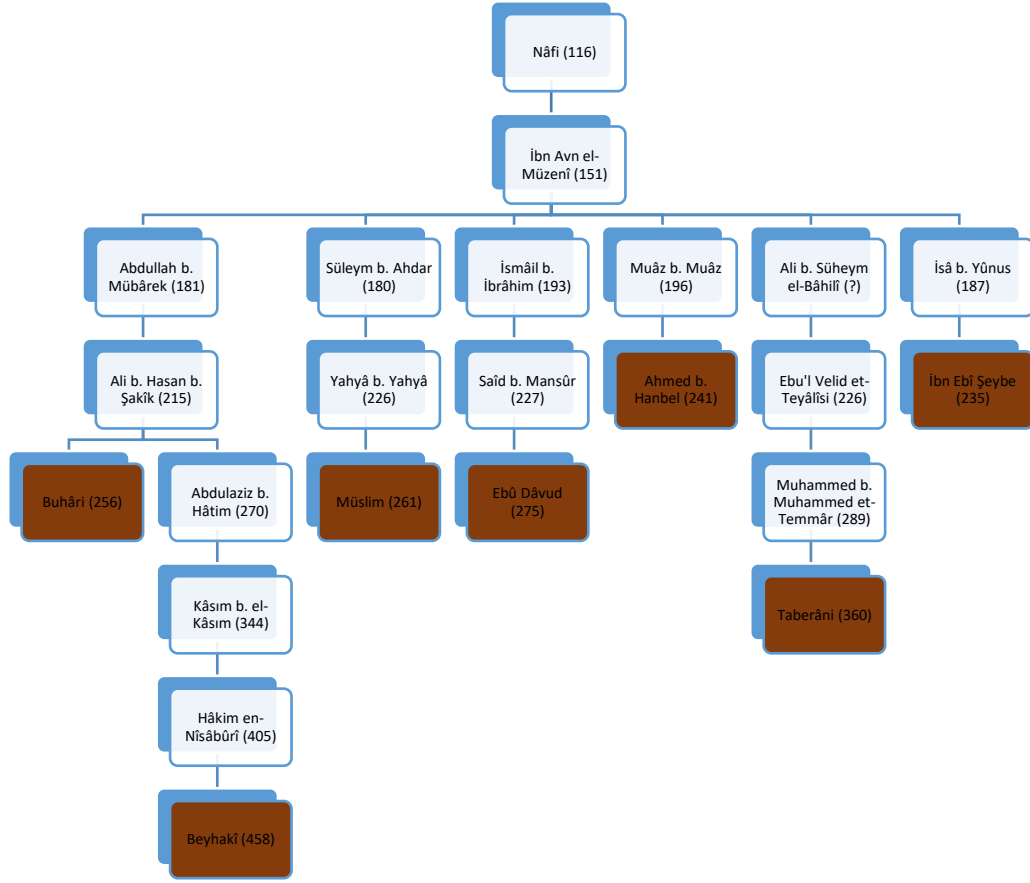 Nâfi (116)
İbn Avn el-
Müzenî (151)
Abdullah b.
Mübârek (181)
Süleym b. Ahdar
(180)
İsmâil b.
İbrâhim (193)
Muâz b. Muâz
(196)
Ali b. Süheym
el-Bâhilî (?)
İsâ b. Yûnus
(187)
Ali b. Hasan b.
Şakîk (215)
Yahyâ b. Yahyâ
(226)
Saîd b. Mansûr
(227)
Ahmed b.
Hanbel (241)
Ebu'l Velid et-
Teyâlîsi (226)
İbn Ebî Şeybe
(235)
Buhâri (256)
Abdulaziz b.
Hâtim (270)
Müslim (261)
Ebû Dâvud
(275)
Muhammed b.
Muhammed et-
Temmâr (289)
Kâsım b. el-
Kâsım (344)
Taberâni (360)
Hâkim en-
Nîsâbûrî (405)
Beyhakî (458)